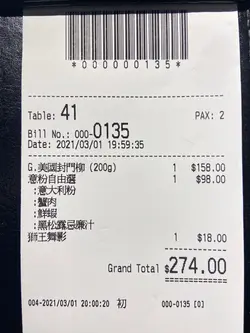 *000000135*
Table: 41 PAX: 2
Bill No.: 000-0135
Date: 2021/03/01 19:59:35
G.美國封門柳 (200g) 1 $158.00
意粉自由選 1 $98.00
:意大利粉
:蟹肉
:鮮蝦
:黑松露忌廉汁
獅王舞影 1 $18.00
Grand Total $274.00
004-2021/03/01 20:00:20 初 000-0135 [0]